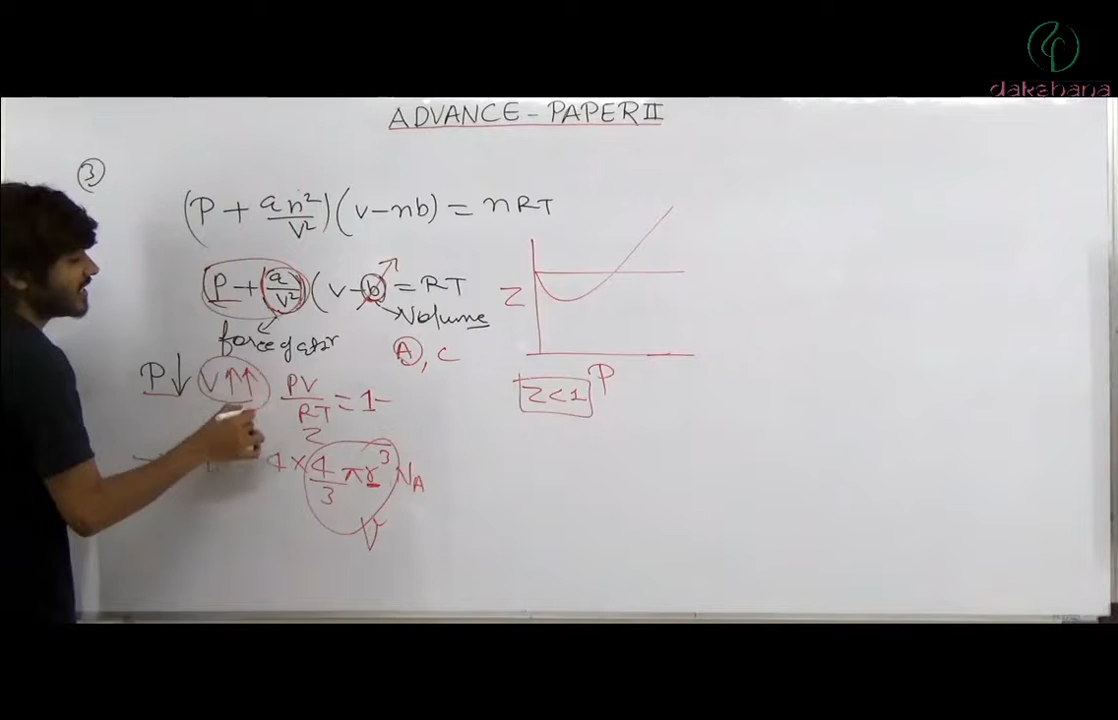 dakshana
ADVANCE - PAPER II
3
(P + an²/V²)(v-nb) = nRT
P + (a/V²)(v-b) = RT
Volume
force of attr
A, C
P↓ V↑↑ PV/RT = 1-
Z
4 × 4/3 πr³ N_A
V
Z
P
Z<1